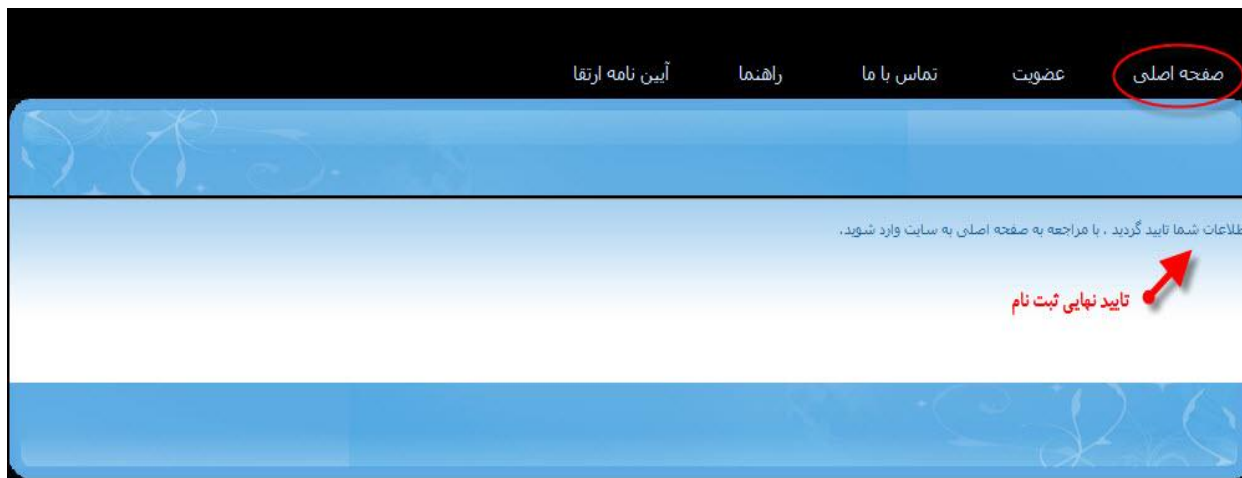 صفحه اصلی عضویت تماس با ما راهنما آیین نامه ارتقا
طلاعات شما تایید گردید ، با مراجعه به صفحه اصلی به سایت وارد شوید.
تایید نهایی ثبت نام